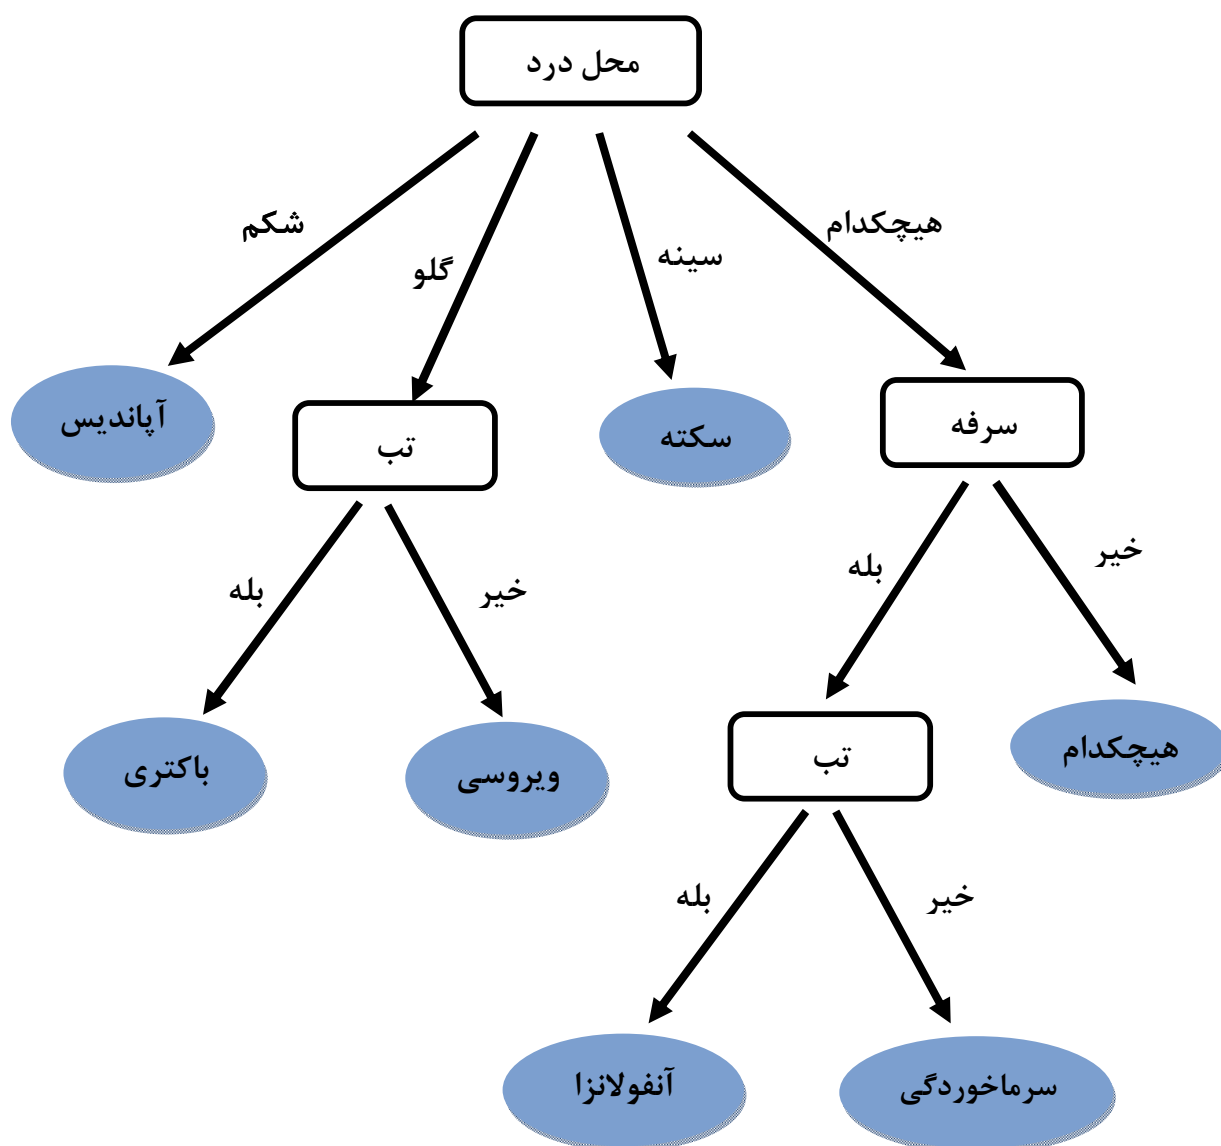 محل درد
هیچکدام
سینه
گلو
شکم
سرفه
سکته
تب
آپاندیس
خیر
بله
خیر
بله
هیچکدام
تب
ویروسی
باکتری
خیر
بله
سرماخوردگی
آنفولانزا